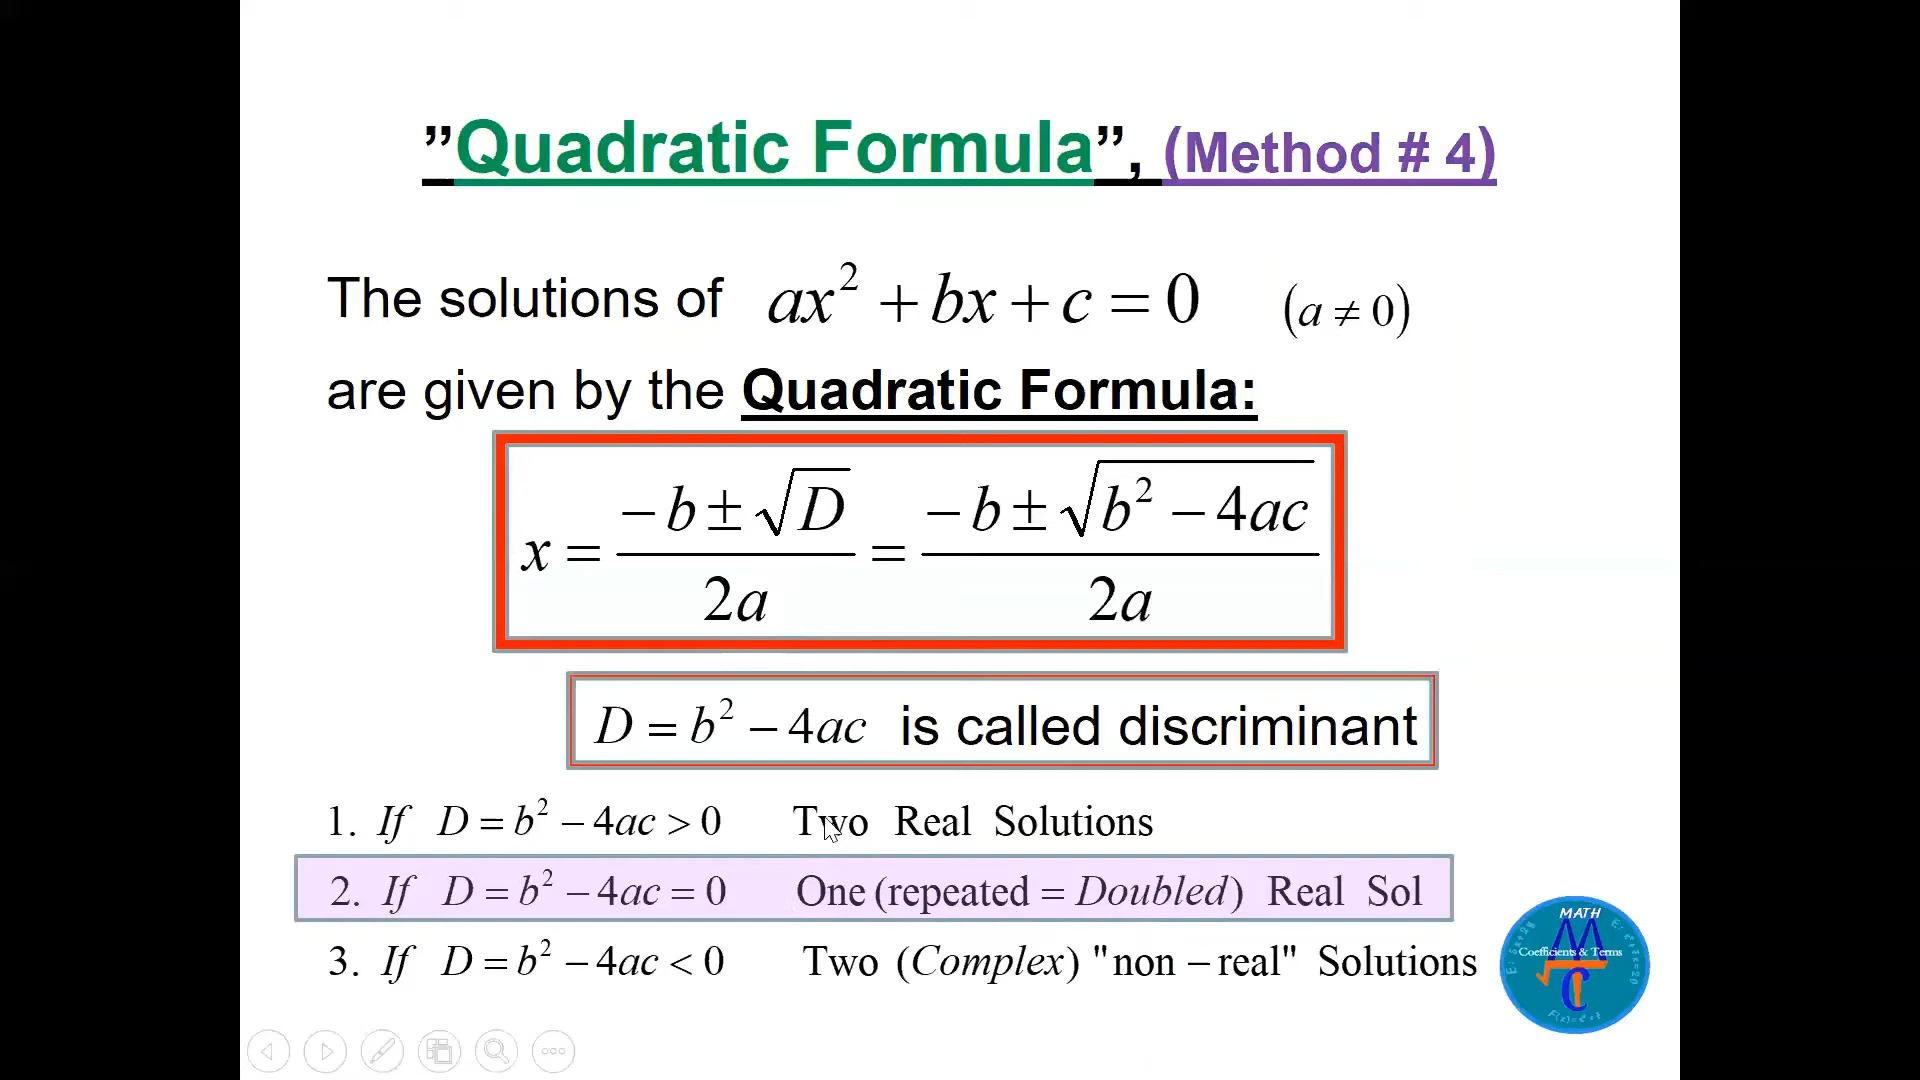 ”Quadratic Formula”, (Method # 4)
The solutions of ax² + bx + c = 0 (a ≠ 0)
are given by the Quadratic Formula:
x = (−b ± √D) / 2a = (−b ± √(b² − 4ac)) / 2a
D = b² − 4ac is called discriminant
1. If D = b² − 4ac > 0 Two Real Solutions
2. If D = b² − 4ac = 0 One (repeated = Doubled) Real Sol
3. If D = b² − 4ac < 0 Two (Complex) "non − real" Solutions
MATH
M
Coefficients & Terms
C